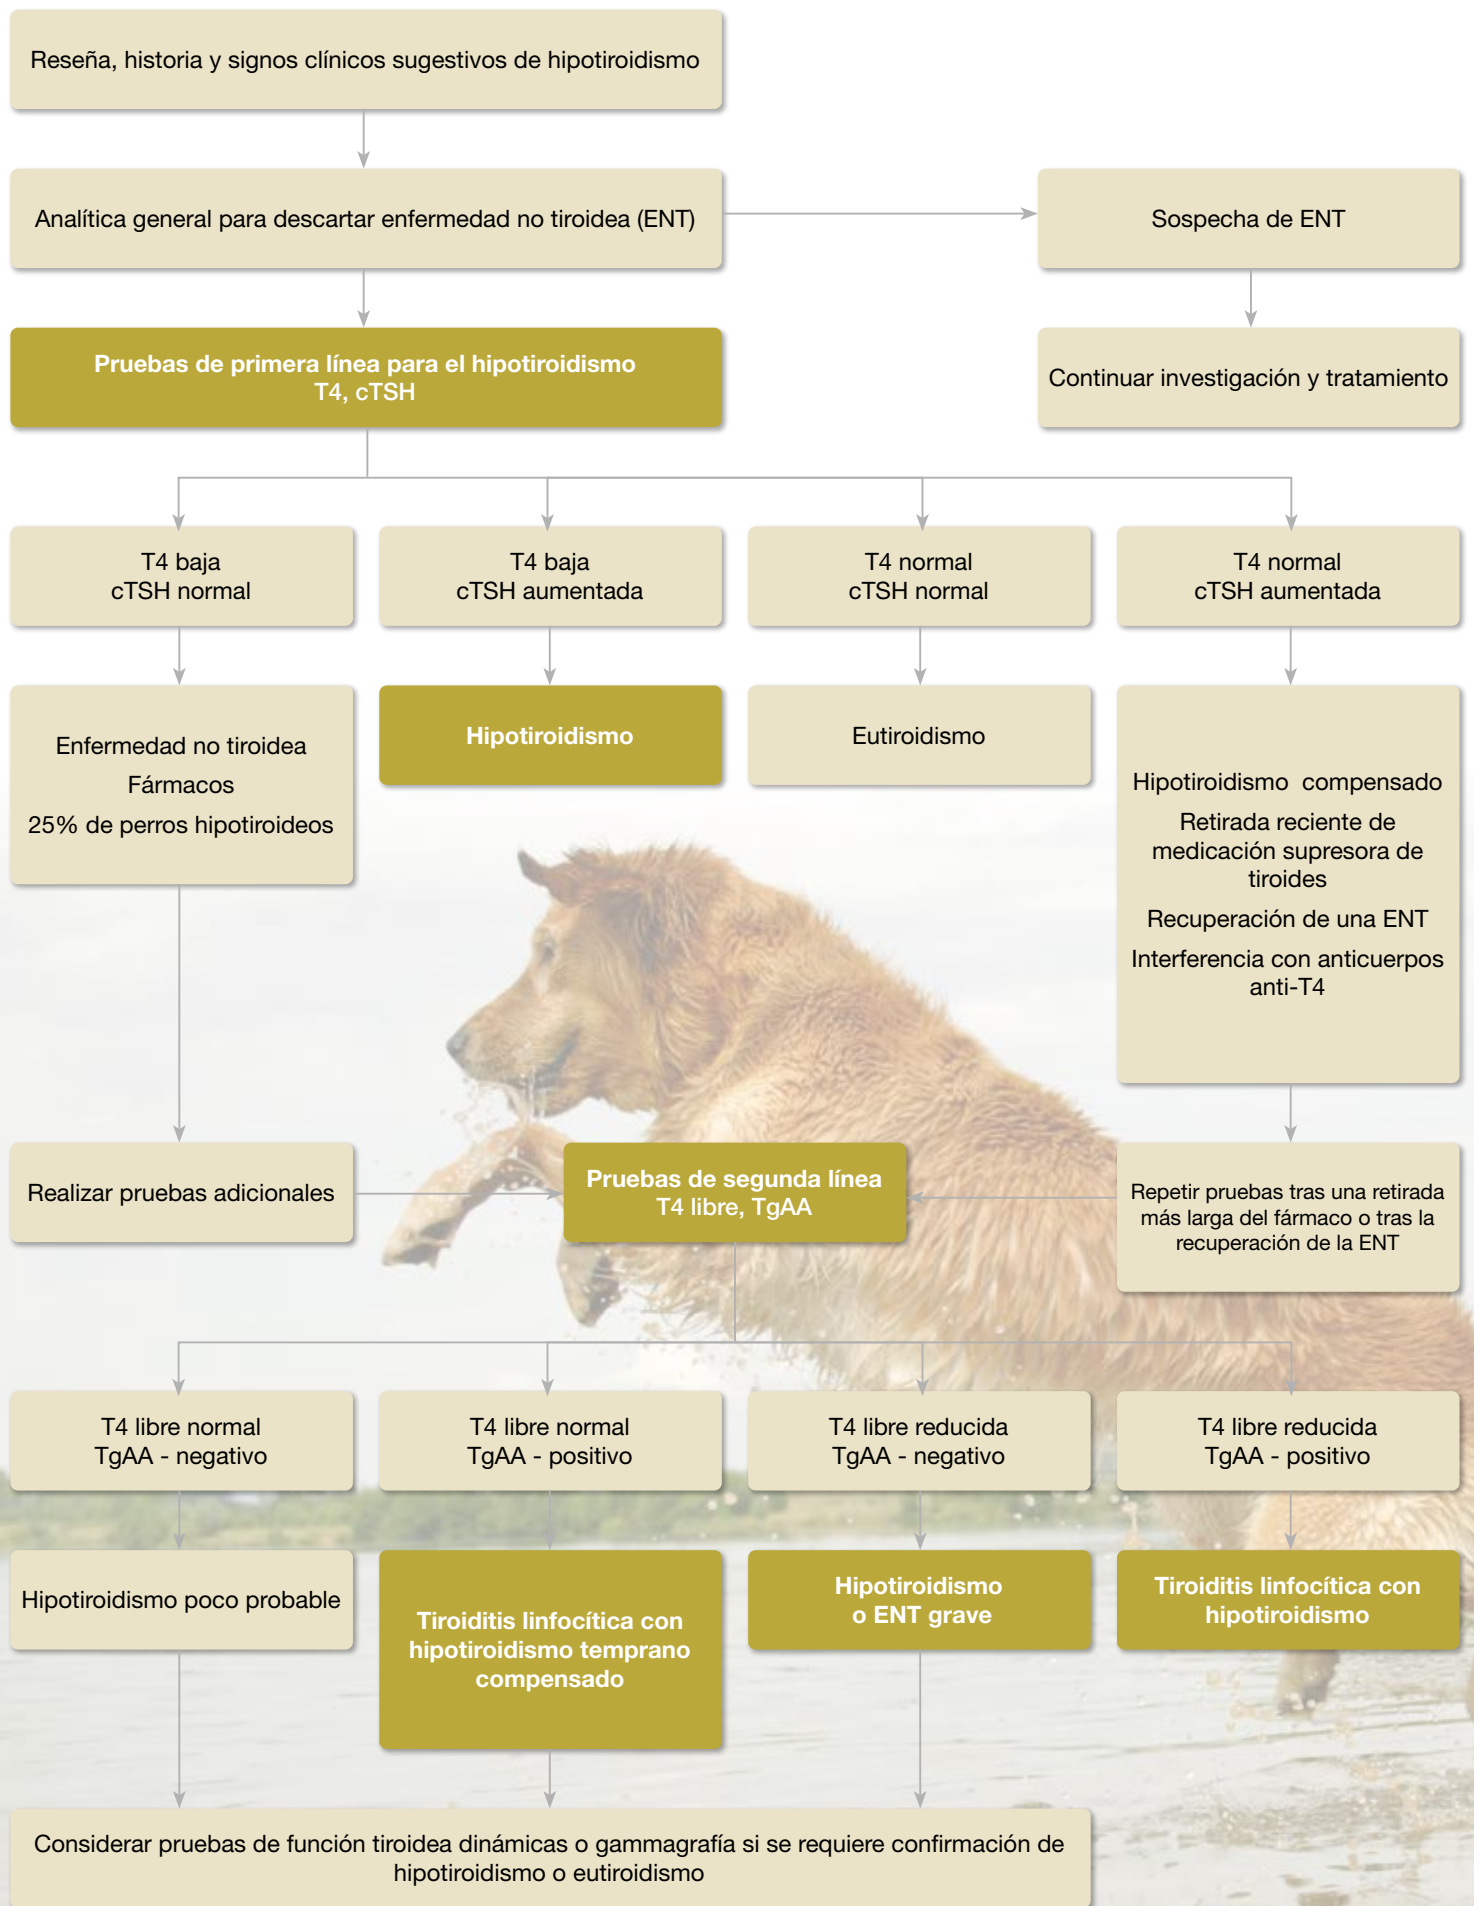 Reseña, historia y signos clínicos sugestivos de hipotiroidismo
Analítica general para descartar enfermedad no tiroidea (ENT)
Sospecha de ENT
Pruebas de primera línea para el hipotiroidismo
T4, cTSH
Continuar investigación y tratamiento
T4 baja
cTSH normal
T4 baja
cTSH aumentada
T4 normal
cTSH normal
T4 normal
cTSH aumentada
Enfermedad no tiroidea
Fármacos
25% de perros hipotiroideos
Hipotiroidismo
Eutiroidismo
Hipotiroidismo compensado
Retirada reciente de
medicación supresora de
tiroides
Recuperación de una ENT
Interferencia con anticuerpos
anti-T4
Realizar pruebas adicionales
Pruebas de segunda línea
T4 libre, TgAA
Repetir pruebas tras una retirada
más larga del fármaco o tras la
recuperación de la ENT
T4 libre normal
TgAA - negativo
T4 libre normal
TgAA - positivo
T4 libre reducida
TgAA - negativo
T4 libre reducida
TgAA - positivo
Hipotiroidismo poco probable
Tiroiditis linfocítica con
hipotiroidismo temprano
compensado
Hipotiroidismo
o ENT grave
Tiroiditis linfocítica con
hipotiroidismo
Considerar pruebas de función tiroidea dinámicas o gammagrafía si se requiere confirmación de
hipotiroidismo o eutiroidismo